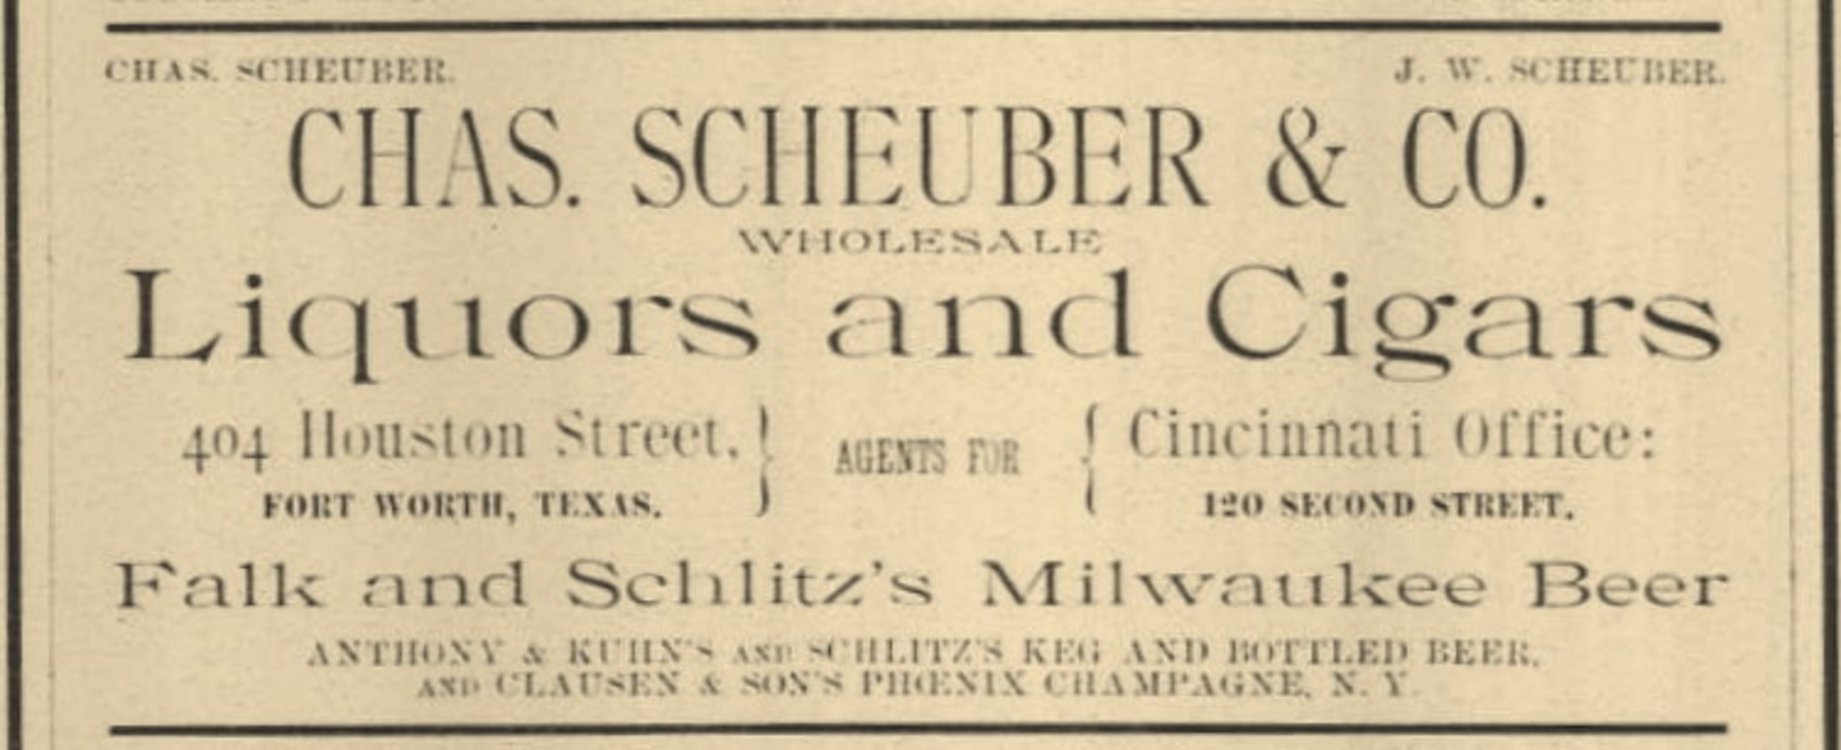 CHAS. SCHEUBER. J. W. SCHEUBER.
CHAS. SCHEUBER & CO.
WHOLESALE
Liquors and Cigars
404 Houston Street, } AGENTS FOR { Cincinnati Office:
FORT WORTH, TEXAS. 120 SECOND STREET.
Falk and Schlitz's Milwaukee Beer
ANTHONY & KUHN'S AND SCHLITZ'S KEG AND BOTTLED BEER,
AND CLAUSEN & SON'S PHŒNIX CHAMPAGNE, N. Y.